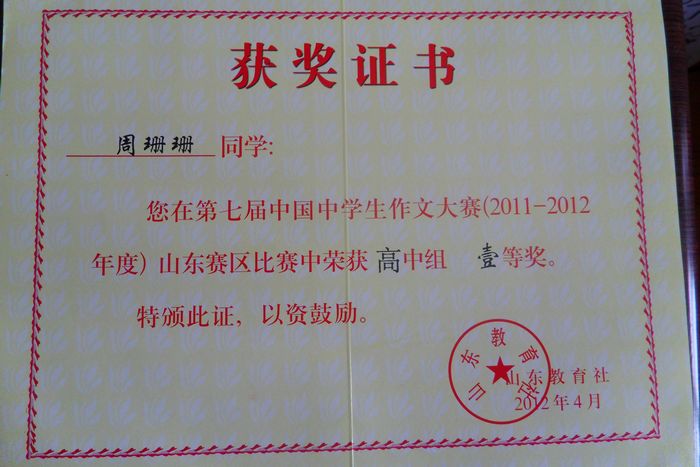 获奖证书
周珊珊 同学:
您在第七届中国中学生作文大赛(2011-2012
年度)山东赛区比赛中荣获 高中组 壹等奖。
特颁此证，以资鼓励。
山东教育社
山东教育社
2012年4月